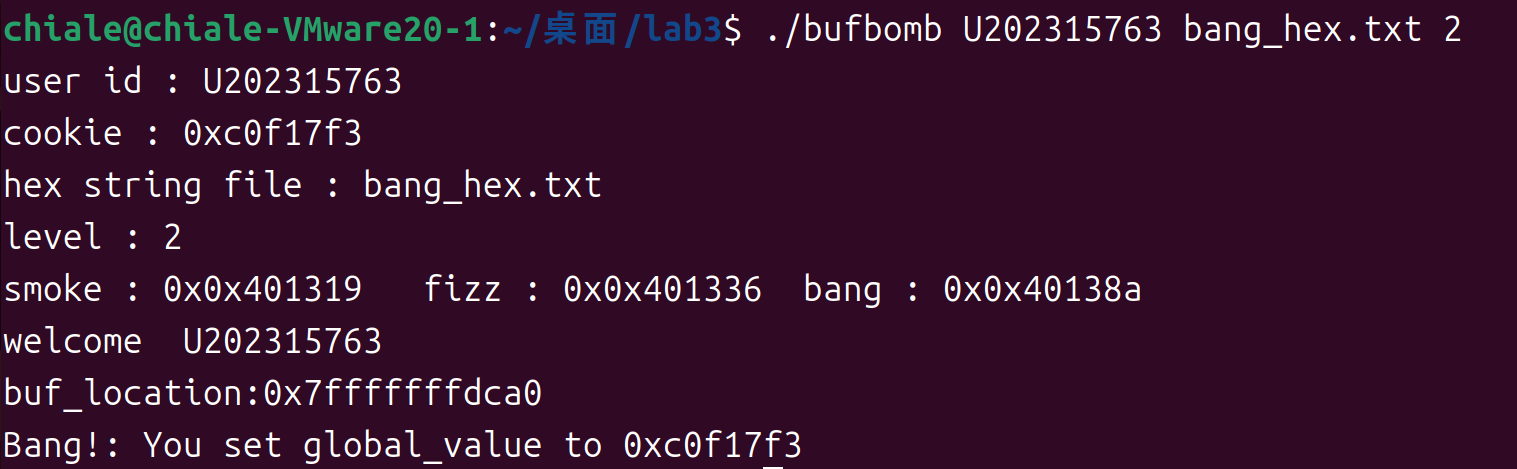 chiale@chiale-VMware20-1:~/桌面/lab3$ ./bufbomb U202315763 bang_hex.txt 2
user id : U202315763
cookie : 0xc0f17f3
hex string file : bang_hex.txt
level : 2
smoke : 0x0x401319   fizz : 0x0x401336  bang : 0x0x40138a
welcome  U202315763
buf_location:0x7fffffffdca0
Bang!: You set global_value to 0xc0f17f3